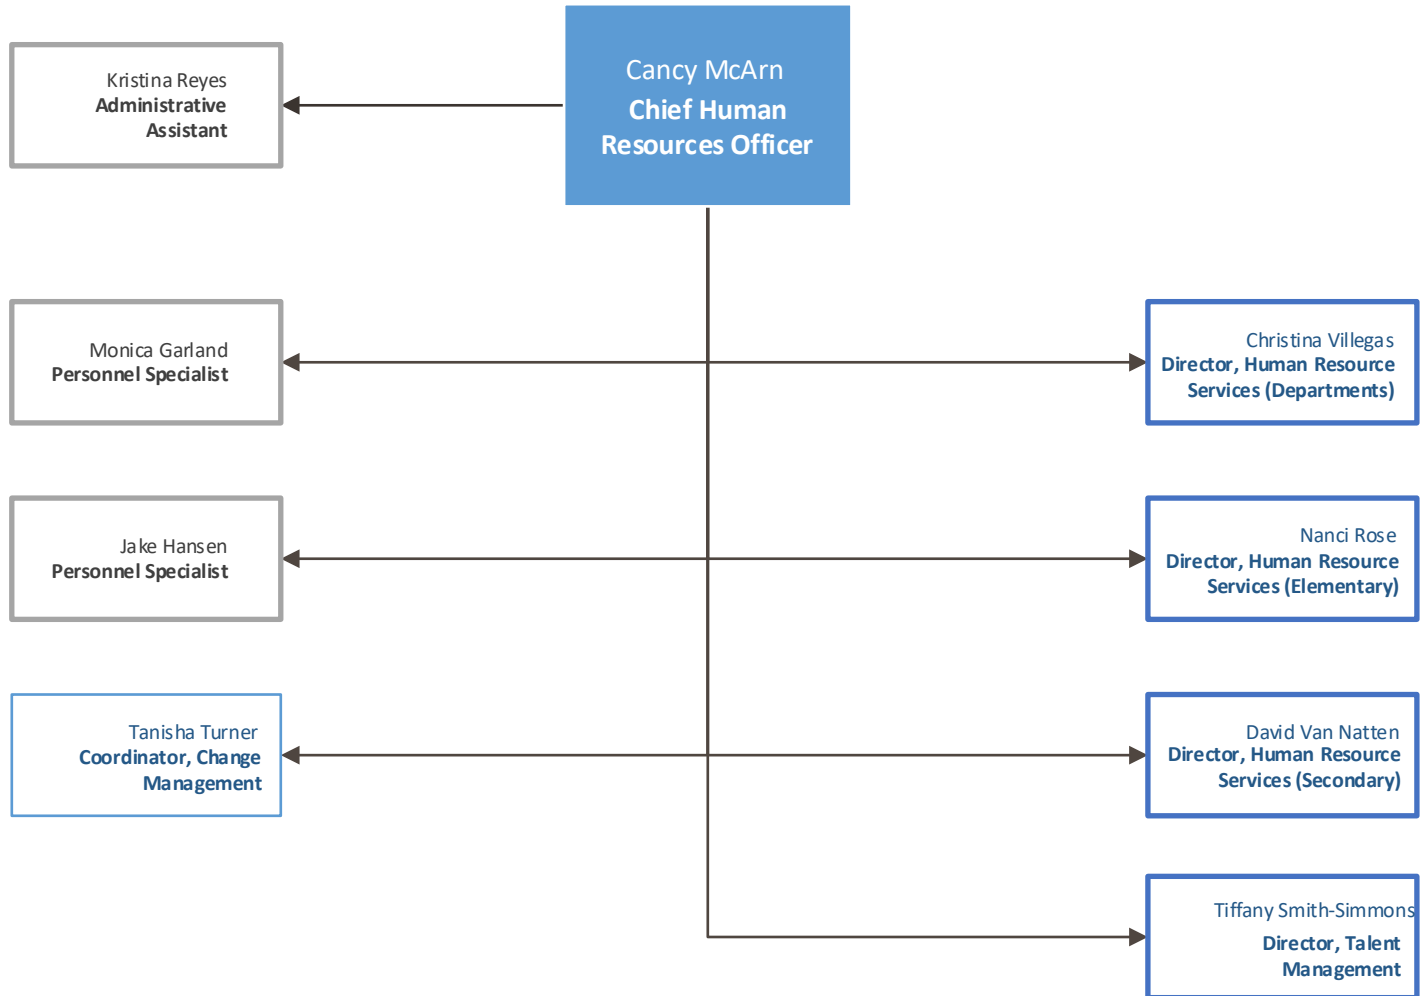 Cancy McArn
Chief Human
Resources Officer
Kristina Reyes
Administrative
Assistant
Monica Garland
Personnel Specialist
Christina Villegas
Director, Human Resource
Services (Departments)
Jake Hansen
Personnel Specialist
Nanci Rose
Director, Human Resource
Services (Elementary)
Tanisha Turner
Coordinator, Change
Management
David Van Natten
Director, Human Resource
Services (Secondary)
Tiffany Smith-Simmons
Director, Talent
Management